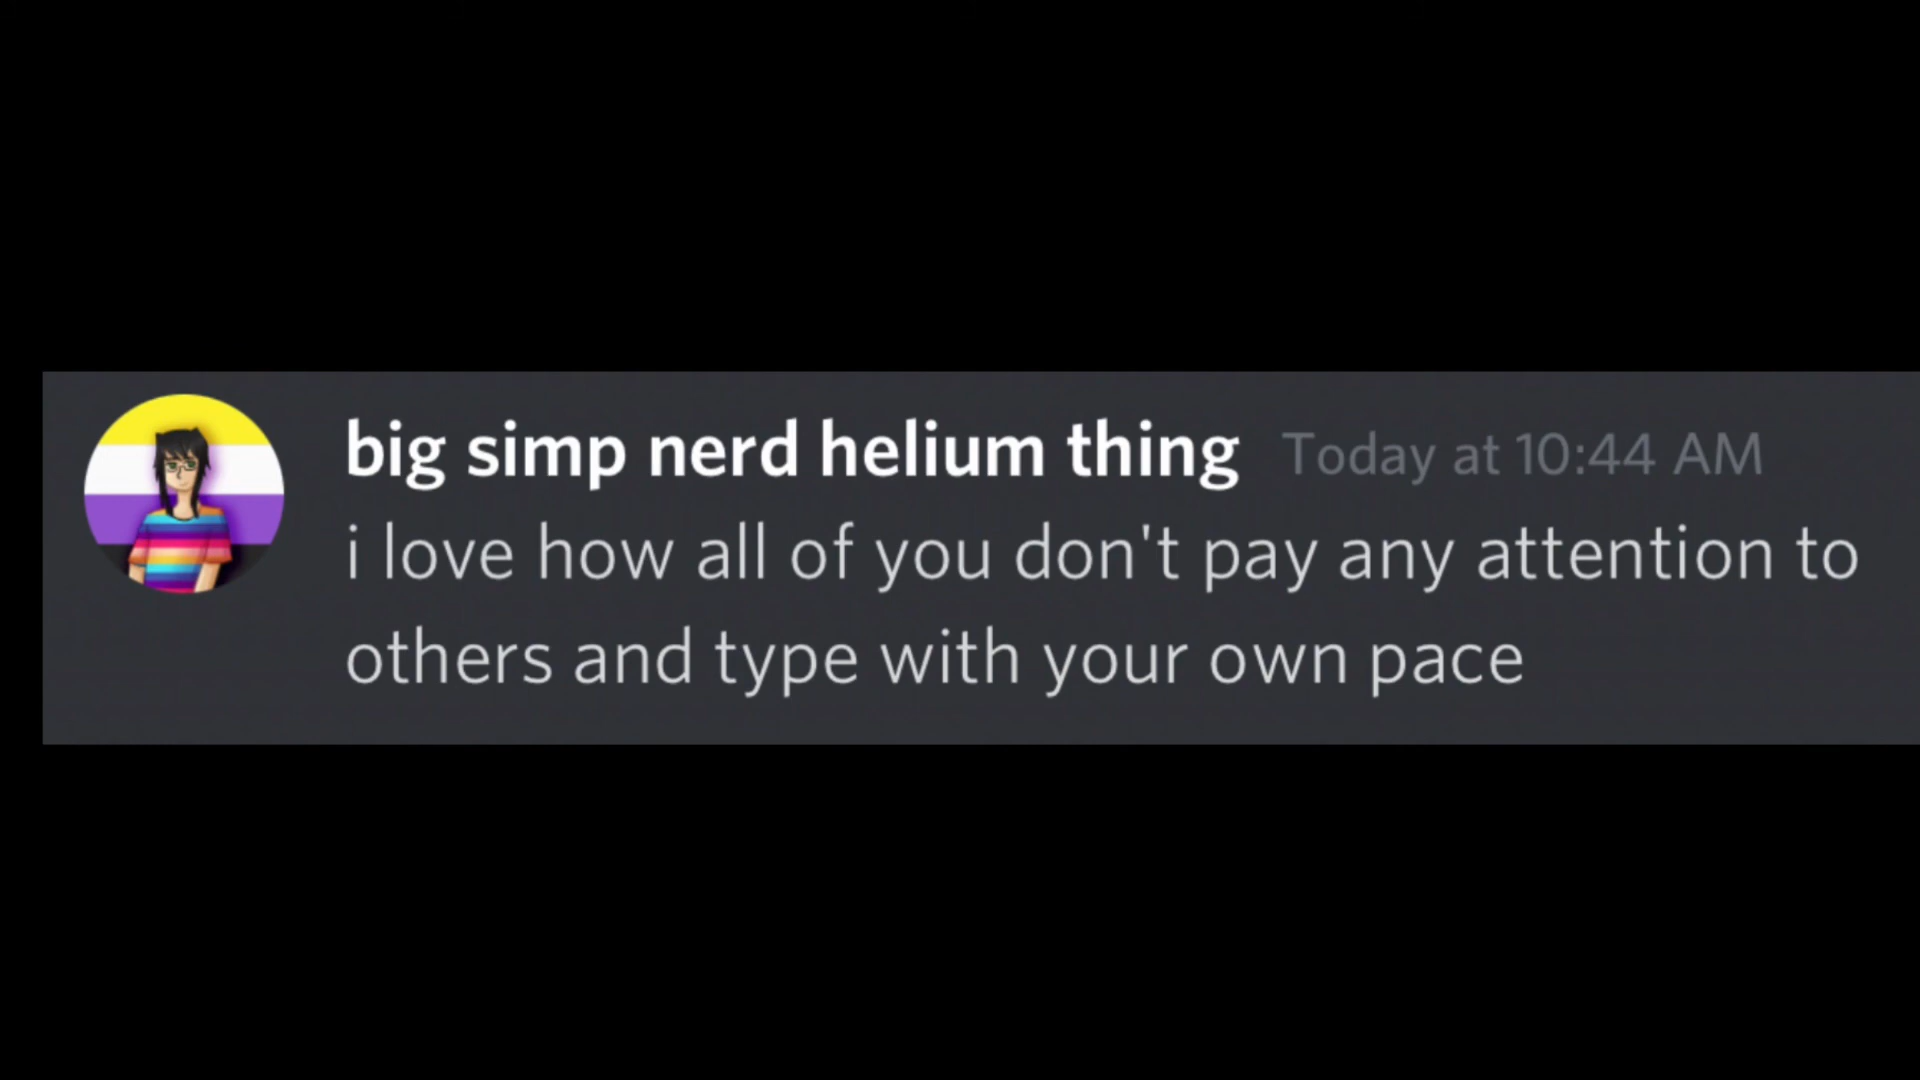 big simp nerd helium thing Today at 10:44 AM
i love how all of you don't pay any attention to
others and type with your own pace